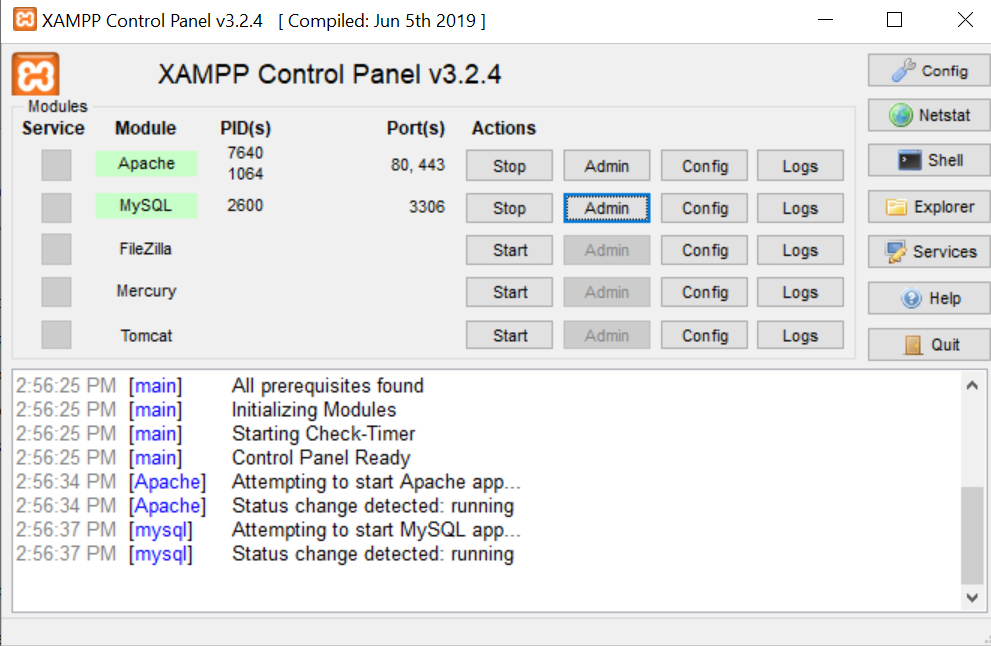 XAMPP Control Panel v3.2.4 [ Compiled: Jun 5th 2019 ]
XAMPP Control Panel v3.2.4
Config
Modules
Service Module PID(s) Port(s) Actions
Netstat
Apache 7640 1064 80, 443 Stop Admin Config Logs
Shell
MySQL 2600 3306 Stop Admin Config Logs
Explorer
FileZilla Start Admin Config Logs
Services
Mercury Start Admin Config Logs
Help
Tomcat Start Admin Config Logs
Quit
2:56:25 PM [main] All prerequisites found
2:56:25 PM [main] Initializing Modules
2:56:25 PM [main] Starting Check-Timer
2:56:25 PM [main] Control Panel Ready
2:56:34 PM [Apache] Attempting to start Apache app...
2:56:34 PM [Apache] Status change detected: running
2:56:37 PM [mysql] Attempting to start MySQL app...
2:56:37 PM [mysql] Status change detected: running